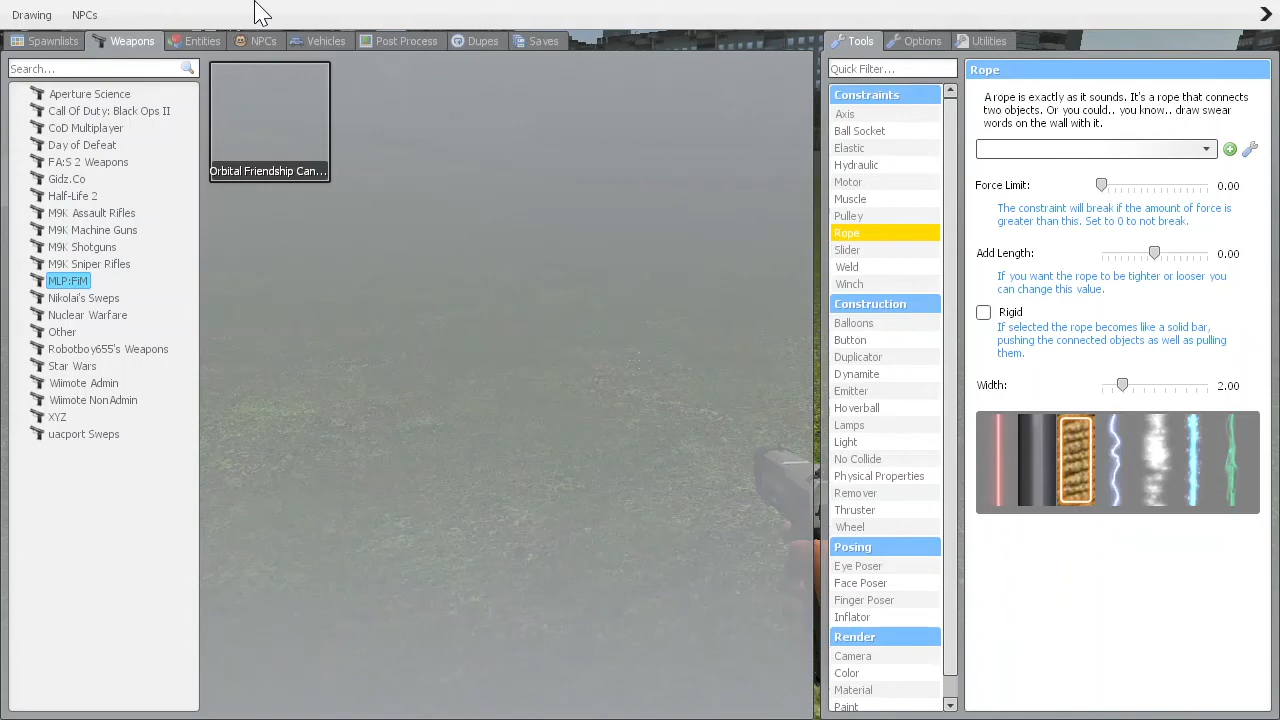 Drawing NPCs
Spawnlists Weapons Entities NPCs Vehicles Post Process Dupes Saves
Search...
Aperture Science
Call Of Duty: Black Ops II
CoD Multiplayer
Day of Defeat
FA:S 2 Weapons
Gidz.Co
Half-Life 2
M9K Assault Rifles
M9K Machine Guns
M9K Shotguns
M9K Sniper Rifles
MLP:FiM
Nikolai's Sweps
Nuclear Warfare
Other
Robotboy655's Weapons
Star Wars
Wiimote Admin
Wiimote NonAdmin
XYZ
uacport Sweps
Orbital Friendship Can...
Tools Options Utilities
Quick Filter...
Constraints
Axis
Ball Socket
Elastic
Hydraulic
Motor
Muscle
Pulley
Rope
Slider
Weld
Winch
Construction
Balloons
Button
Duplicator
Dynamite
Emitter
Hoverball
Lamps
Light
No Collide
Physical Properties
Remover
Thruster
Wheel
Posing
Eye Poser
Face Poser
Finger Poser
Inflator
Render
Camera
Color
Material
Paint
Rope
A rope is exactly as it sounds. It's a rope that connects
two objects. Or you could.. you know.. draw swear
words on the wall with it.
Force Limit: 0.00
The constraint will break if the amount of force is
greater than this. Set to 0 to not break.
Add Length: 0.00
If you want the rope to be tighter or looser you
can change this value.
Rigid
If selected the rope becomes like a solid bar,
pushing the connected objects as well as pulling
them.
Width: 2.00